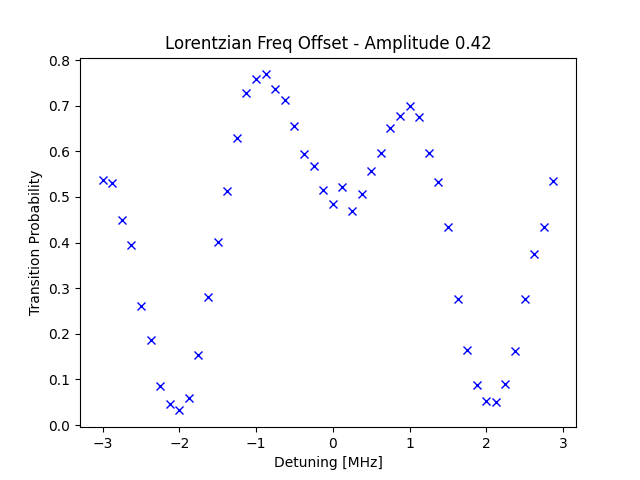 Lorentzian Freq Offset - Amplitude 0.42
0.8
0.7
0.6
0.5
0.4
0.3
0.2
0.1
0.0
Transition Probability
−3 −2 −1 0 1 2 3
Detuning [MHz]